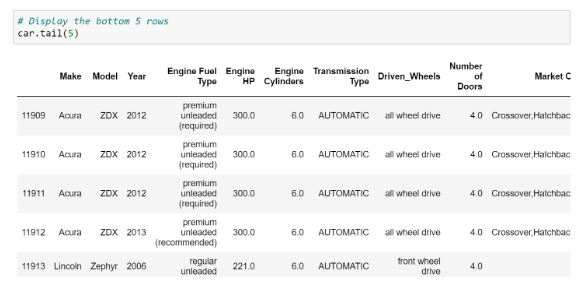 # Display the bottom 5 rows
car.tail(5)
Make Model Year Engine Fuel Type Engine HP Engine Cylinders Transmission Type Driven_Wheels Number of Doors Market C
11909 Acura ZDX 2012 premium unleaded (required) 300.0 6.0 AUTOMATIC all wheel drive 4.0 Crossover,Hatchbac
11910 Acura ZDX 2012 premium unleaded (required) 300.0 6.0 AUTOMATIC all wheel drive 4.0 Crossover,Hatchbac
11911 Acura ZDX 2012 premium unleaded (required) 300.0 6.0 AUTOMATIC all wheel drive 4.0 Crossover,Hatchbac
11912 Acura ZDX 2013 premium unleaded (recommended) 300.0 6.0 AUTOMATIC all wheel drive 4.0 Crossover,Hatchbac
11913 Lincoln Zephyr 2006 regular unleaded 221.0 6.0 AUTOMATIC front wheel drive 4.0